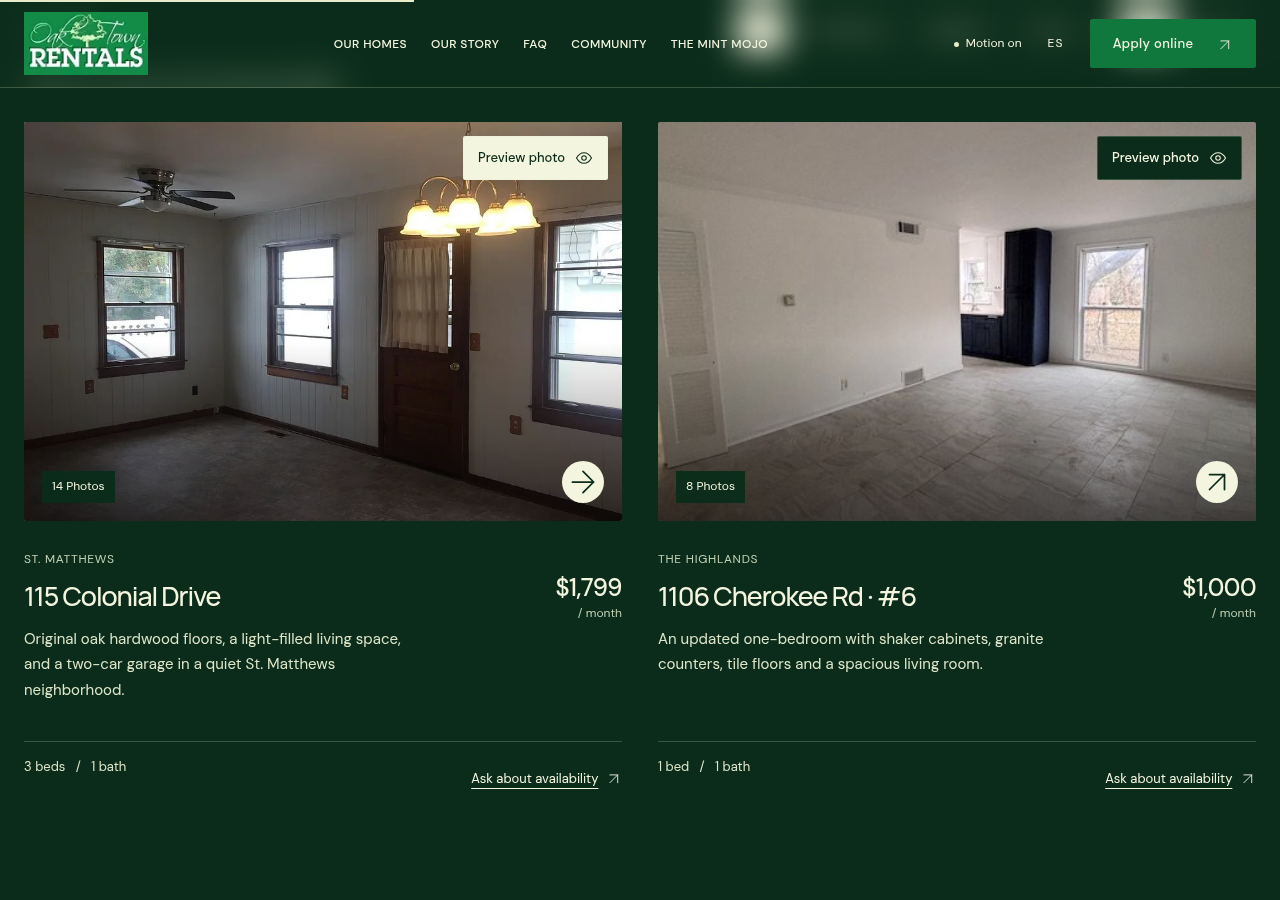 Oak Town
RENTALS
OUR HOMES
OUR STORY
FAQ
COMMUNITY
THE MINT MOJO
Motion on
ES
Apply online
Preview photo
Preview photo
14 Photos
8 Photos
ST. MATTHEWS
115 Colonial Drive
$1,799
/ month
Original oak hardwood floors, a light-filled living space,
and a two-car garage in a quiet St. Matthews
neighborhood.
3 beds / 1 bath
Ask about availability
THE HIGHLANDS
1106 Cherokee Rd · #6
$1,000
/ month
An updated one-bedroom with shaker cabinets, granite
counters, tile floors and a spacious living room.
1 bed / 1 bath
Ask about availability